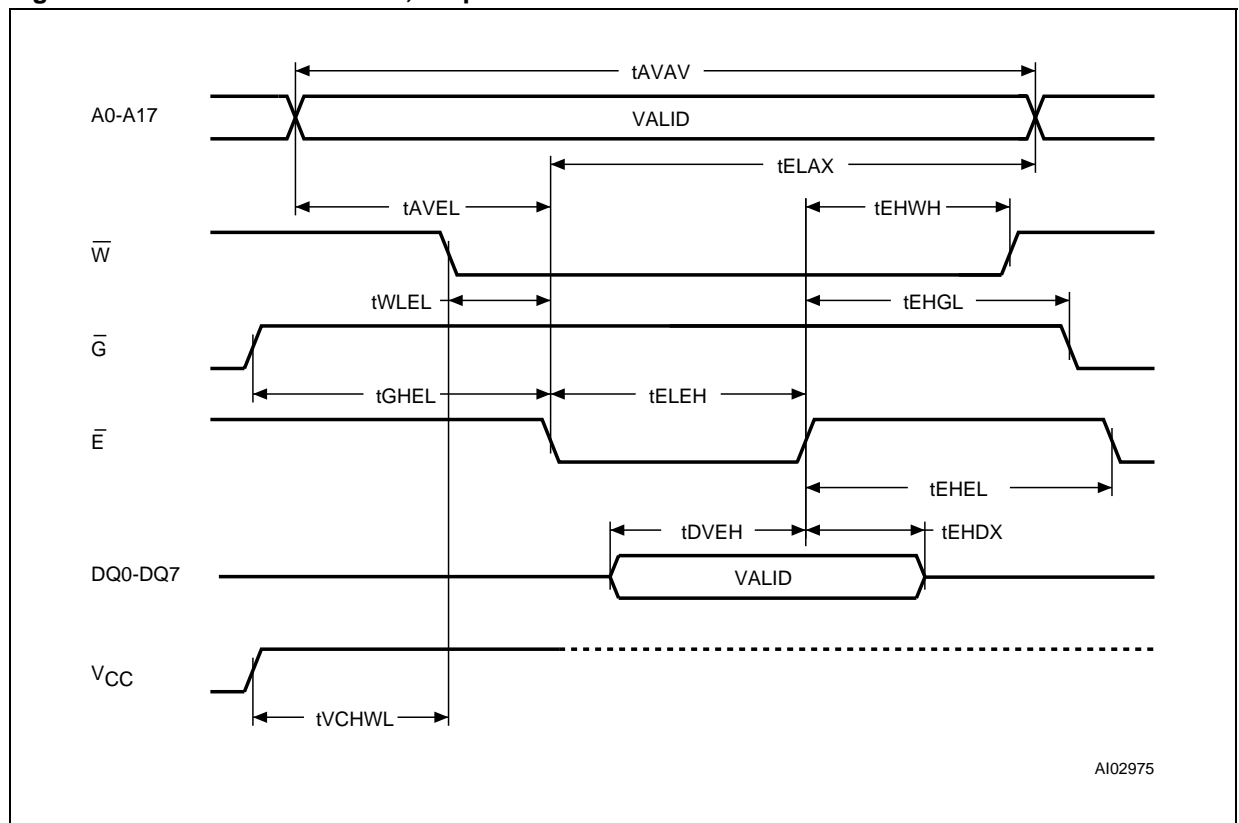 tAVAV
A0-A17
VALID
tELAX
tAVEL
tEHWH
W
tWLEL
tEHGL
G
tGHEL
tELEH
E
tEHEL
tDVEH
tEHDX
DQ0-DQ7
VALID
VCC
tVCHWL
AI02975